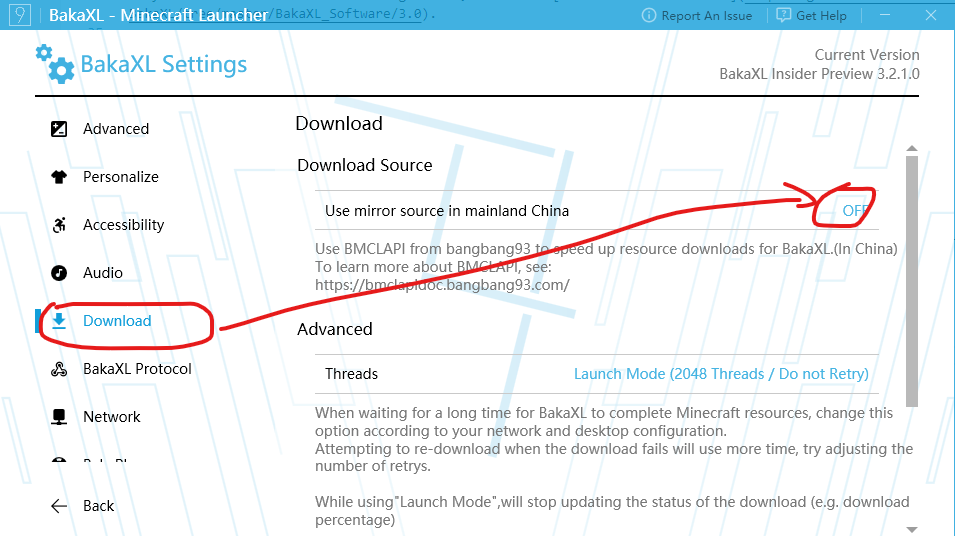 BakaXL - Minecraft Launcher
/BakaXL_Software/3.0).
Report An Issue
Get Help
BakaXL Settings
Current Version
BakaXL Insider Preview 3.2.1.0
Advanced
Personalize
Accessibility
Audio
Download
BakaXL Protocol
Network
Back
Download
Download Source
Use mirror source in mainland China
OFF
Use BMCLAPI from bangbang93 to speed up resource downloads for BakaXL.(In China)
To learn more about BMCLAPI, see:
https://bmclapidoc.bangbang93.com/
Advanced
Threads
Launch Mode (2048 Threads / Do not Retry)
When waiting for a long time for BakaXL to complete Minecraft resources, change this
option according to your network and desktop configuration.
Attempting to re-download when the download fails will use more time, try adjusting the
number of retrys.
While using"Launch Mode",will stop updating the status of the download (e.g. download
percentage)